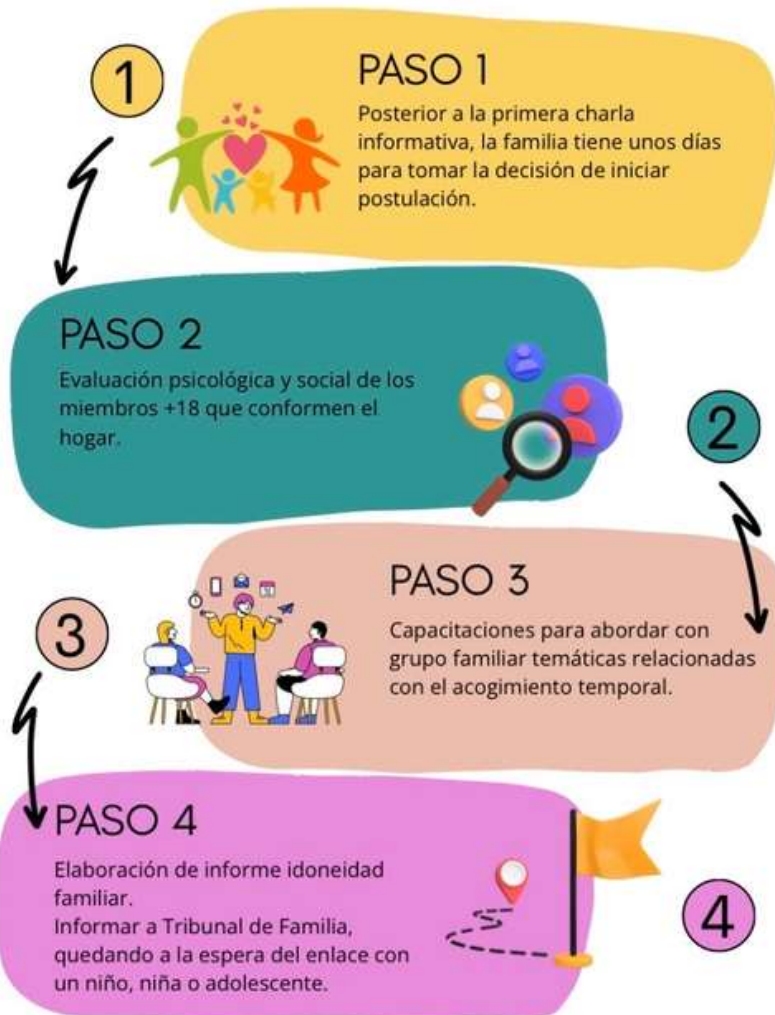 1
PASO 1
Posterior a la primera charla
informativa, la familia tiene unos días
para tomar la decisión de iniciar
postulación.
PASO 2
Evaluación psicológica y social de los
miembros +18 que conformen el
hogar.
2
PASO 3
Capacitaciones para abordar con
grupo familiar temáticas relacionadas
con el acogimiento temporal.
3
PASO 4
Elaboración de informe idoneidad
familiar.
Informar a Tribunal de Familia,
quedando a la espera del enlace con
un niño, niña o adolescente.
4